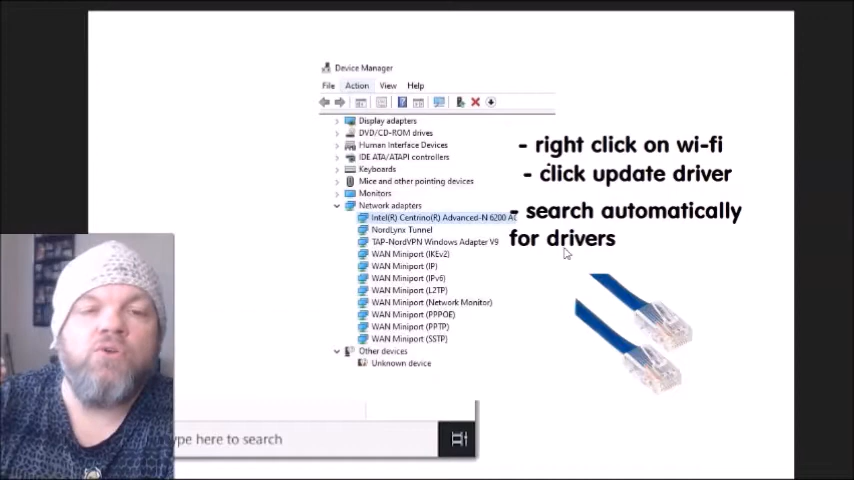 Device Manager
File Action View Help
Display adapters
DVD/CD-ROM drives
Human Interface Devices
IDE ATA/ATAPI controllers
Keyboards
Mice and other pointing devices
Monitors
Network adapters
Intel(R) Centrino(R) Advanced-N 6200 A
NordLynx Tunnel
TAP-NordVPN Windows Adapter V9
WAN Miniport (IKEv2)
WAN Miniport (IP)
WAN Miniport (IPv6)
WAN Miniport (L2TP)
WAN Miniport (Network Monitor)
WAN Miniport (PPPOE)
WAN Miniport (PPTP)
WAN Miniport (SSTP)
Other devices
Unknown device
- right click on wi-fi
- click update driver
- search automatically
for drivers
ype here to search